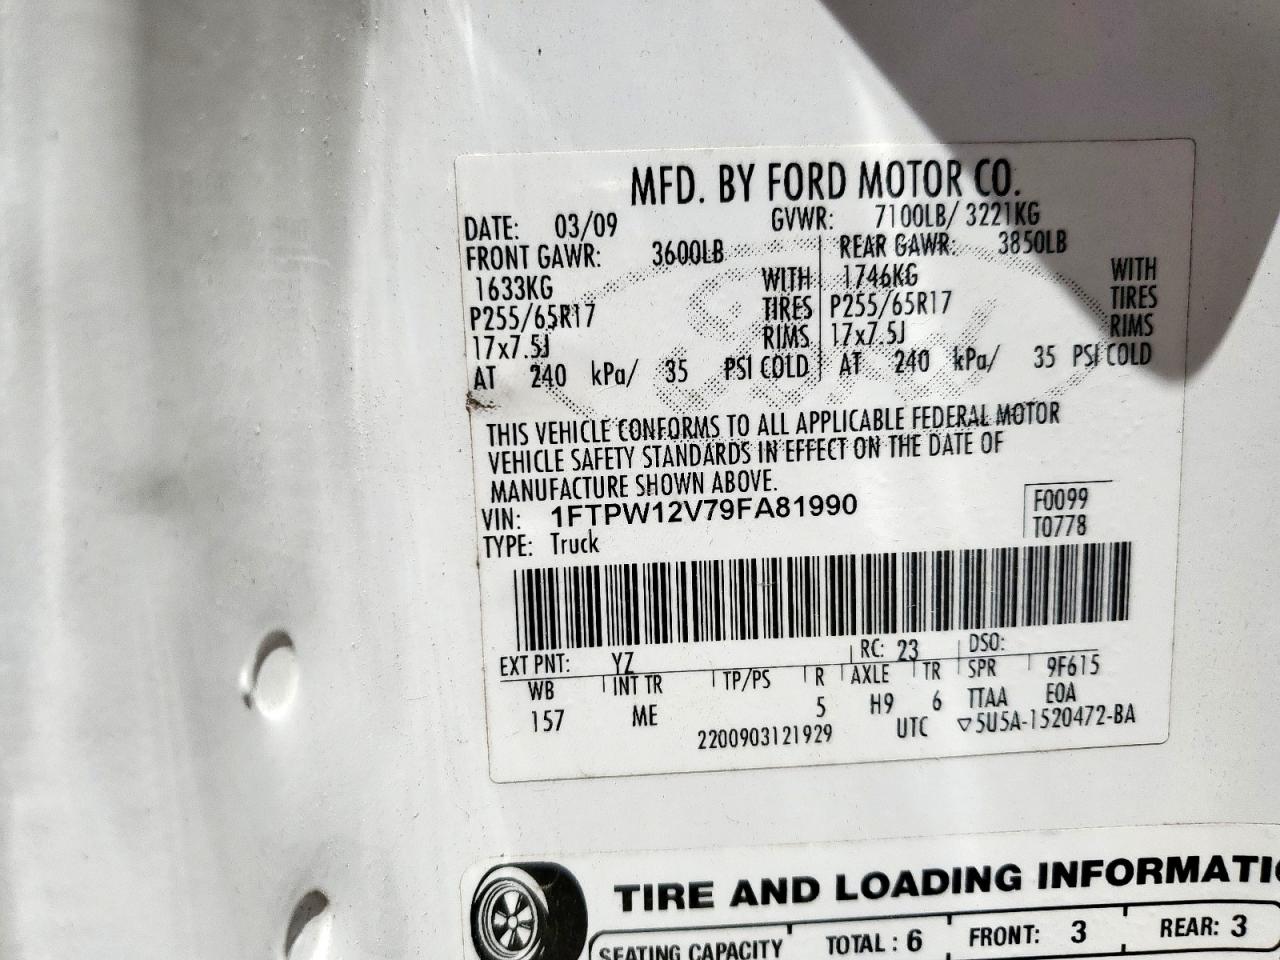 MFD. BY FORD MOTOR CO.
DATE: 03/09 GVWR: 7100LB/ 3221KG
FRONT GAWR: 3600LB REAR GAWR: 3850LB
1633KG WITH 1746KG WITH
P255/65R17 TIRES P255/65R17 TIRES
17x7.5J RIMS 17x7.5J RIMS
AT 240 kPa/ 35 PSI COLD AT 240 kPa/ 35 PSI COLD
THIS VEHICLE CONFORMS TO ALL APPLICABLE FEDERAL MOTOR
VEHICLE SAFETY STANDARDS IN EFFECT ON THE DATE OF
MANUFACTURE SHOWN ABOVE.
VIN: 1FTPW12V79FA81990 F0099
TYPE: Truck T0778
EXT PNT: YZ RC: 23 DSO:
WB INT TR TP/PS R AXLE TR SPR 9F615
157 ME 5 H9 6 TTAA E0A
2200903121929 UTC ▽5U5A-1520472-BA
TIRE AND LOADING INFORMATI
SEATING CAPACITY TOTAL : 6 FRONT: 3 REAR: 3